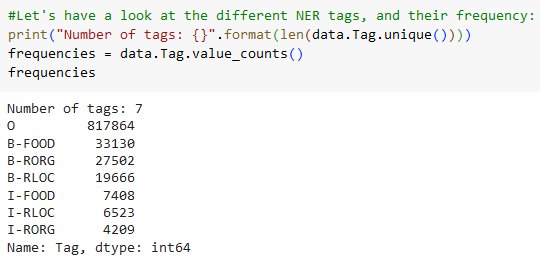 #Let's have a look at the different NER tags, and their frequency:
print("Number of tags: {}".format(len(data.Tag.unique())))
frequencies = data.Tag.value_counts()
frequencies
Number of tags: 7
O         817864
B-FOOD     33130
B-RORG     27502
B-RLOC     19666
I-FOOD      7408
I-RLOC      6523
I-RORG      4209
Name: Tag, dtype: int64